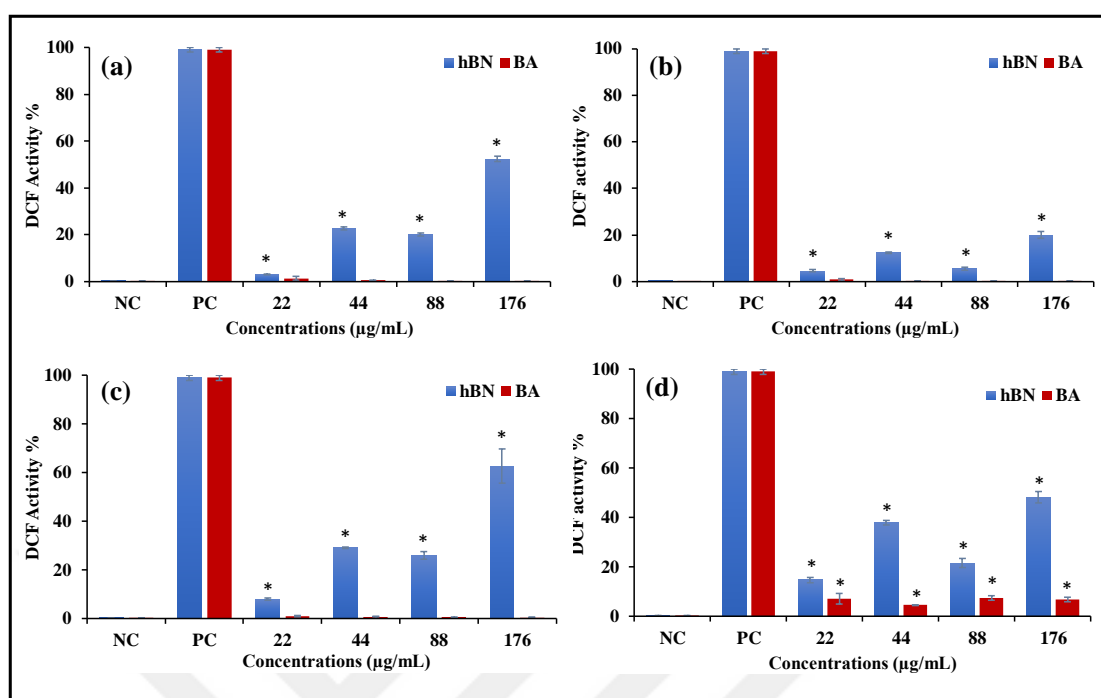 (a)
hBN BA
DCF Activity %
100
80
60
40
20
0
* * * *
NC PC 22 44 88 176
Concentrations (µg/mL)
(b)
hBN BA
DCF activity %
100
80
60
40
20
0
* * * *
NC PC 22 44 88 176
Concentrations (µg/mL)
(c)
hBN BA
DCF Activity %
100
80
60
40
20
0
* * * *
NC PC 22 44 88 176
Concentrations (µg/mL)
(d)
hBN BA
DCF activity %
100
80
60
40
20
0
* * * * * * * *
NC PC 22 44 88 176
Concentrations (µg/mL)